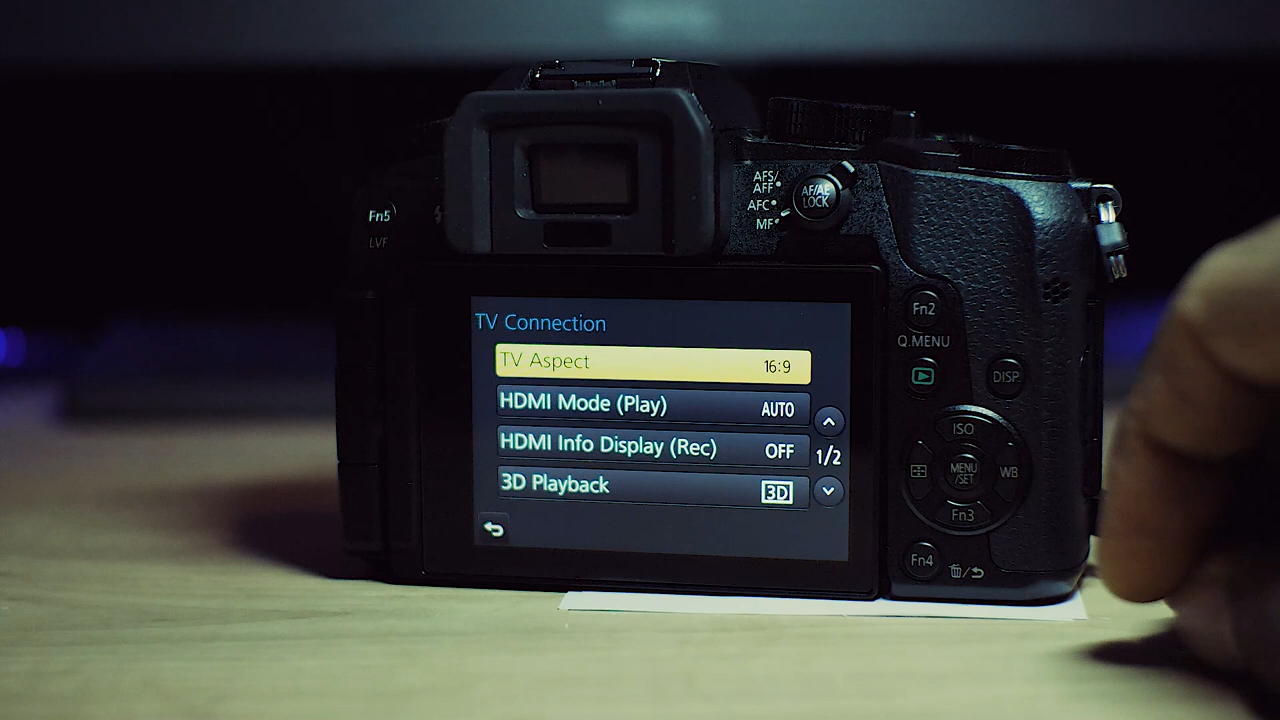 Fn5
LVF
AFS/
AFF
AFC
MF
AF/AE
LOCK
Fn2
Q.MENU
DISP.
ISO
MENU
/SET
WB
Fn3
Fn4
TV Connection
TV Aspect 16:9
HDMI Mode (Play) AUTO
HDMI Info Display (Rec) OFF
3D Playback 3D
1/2